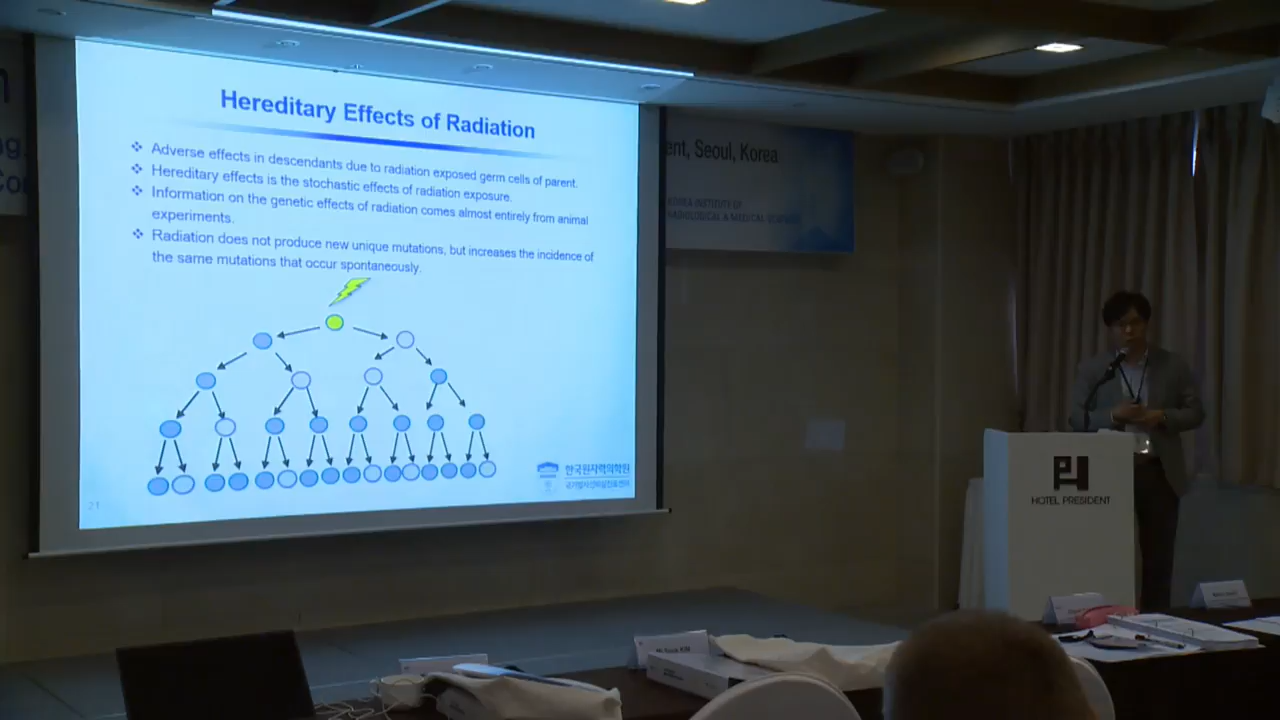 Hereditary Effects of Radiation
❖ Adverse effects in descendants due to radiation exposed germ cells of parent.
❖ Hereditary effects is the stochastic effects of radiation exposure.
❖ Information on the genetic effects of radiation comes almost entirely from animal
experiments.
❖ Radiation does not produce new unique mutations, but increases the incidence of
the same mutations that occur spontaneously.
한국원자력의학원
21
ent, Seoul, Korea
HOTEL PRESIDENT